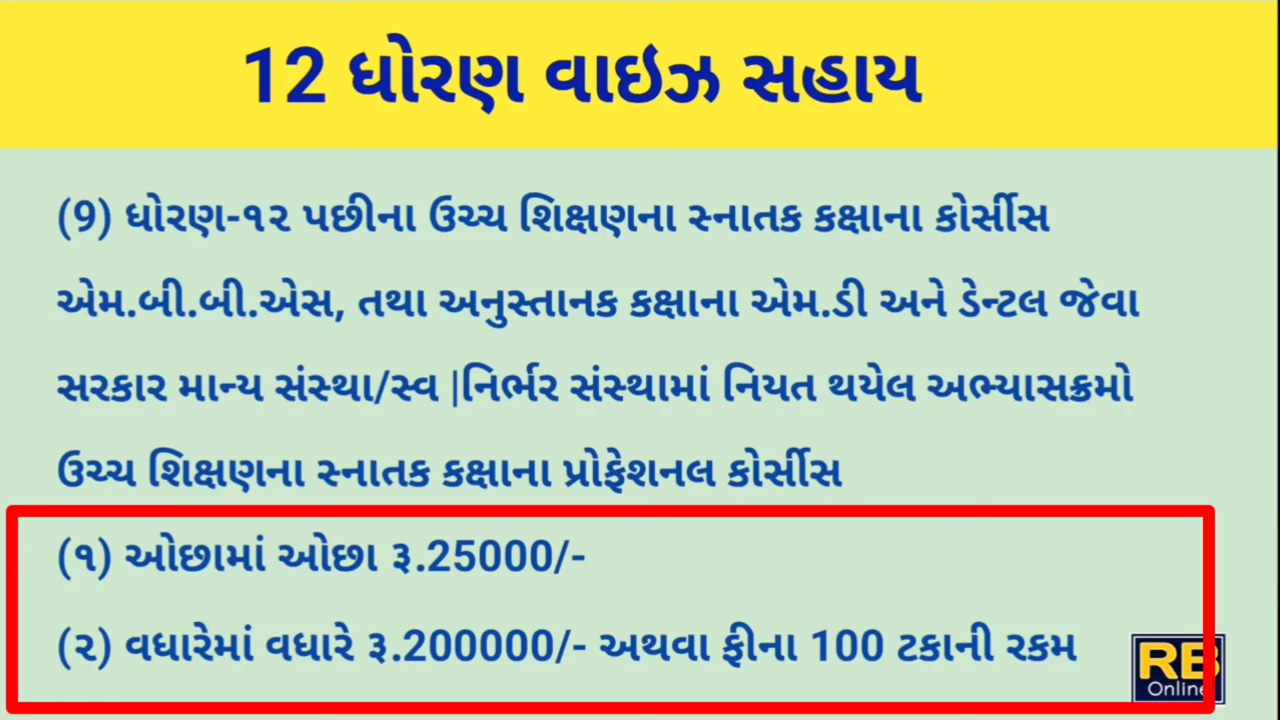 12 ધોરણ વાઇઝ સહાય
(9) ધોરણ-૧૨ પછીના ઉચ્ચ શિક્ષણના સ્નાતક કક્ષાના કોર્સીસ
એમ.બી.બી.એસ, તથા અનુસ્તાનક કક્ષાના એમ.ડી અને ડેન્ટલ જેવા
સરકાર માન્ય સંસ્થા/સ્વ |નિર્ભર સંસ્થામાં નિયત થયેલ અભ્યાસક્રમો
ઉચ્ચ શિક્ષણના સ્નાતક કક્ષાના પ્રોફેશનલ કોર્સીસ
(૧) ઓછામાં ઓછા રૂ.25000/-
(૨) વધારેમાં વધારે રૂ.200000/- અથવા ફીના 100 ટકાની રકમ
RB
Online